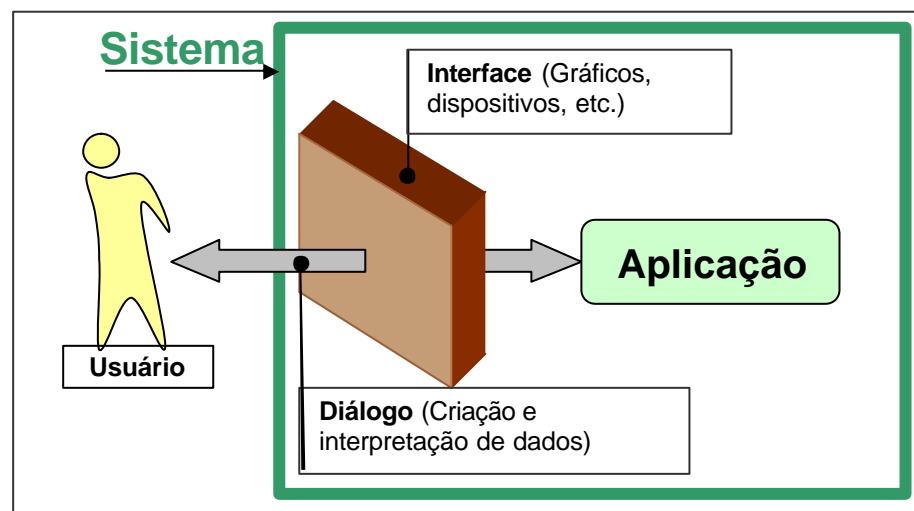 Sistema
Interface (Gráficos,
dispositivos, etc.)
Aplicação
Usuário
Diálogo (Criação e
interpretação de dados)